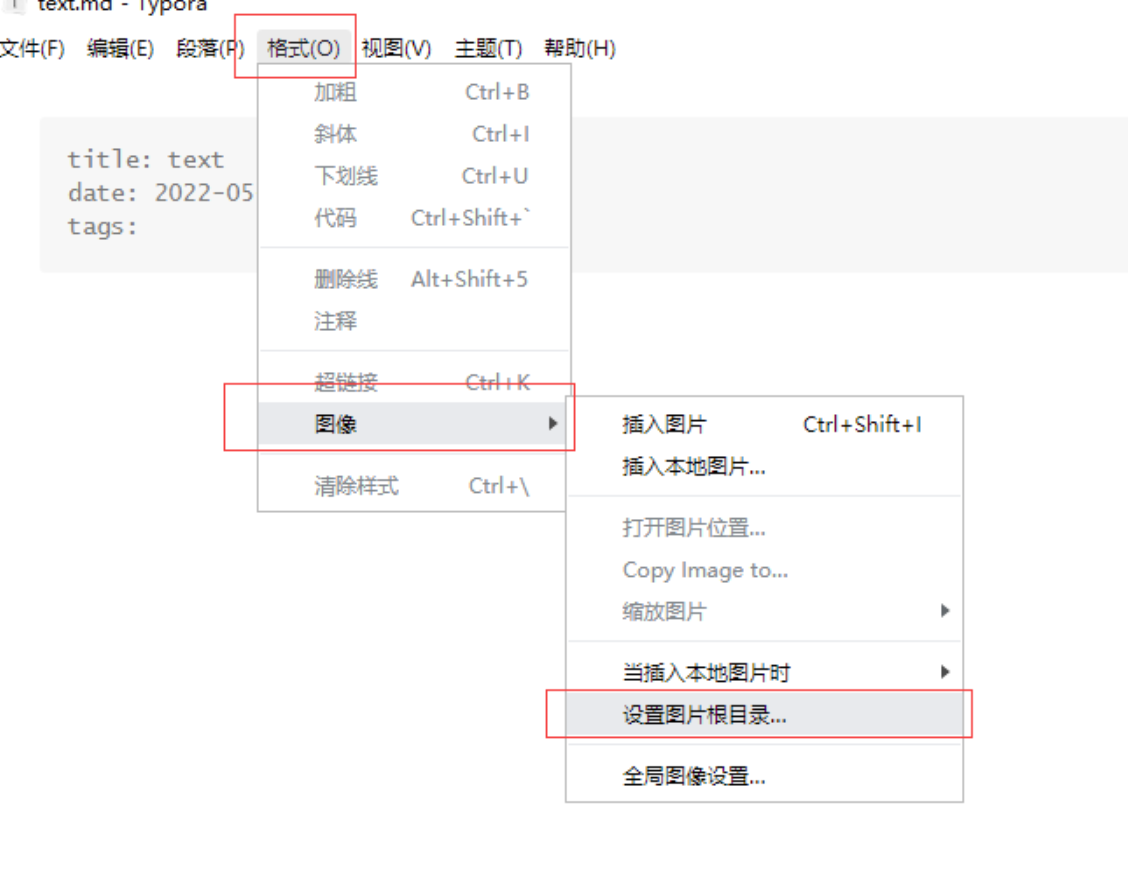 text.md - Typora
文件(F) 编辑(E) 段落(P) 格式(O) 视图(V) 主题(T) 帮助(H)
title: text
date: 2022-05
tags:
加粗 Ctrl+B
斜体 Ctrl+I
下划线 Ctrl+U
代码 Ctrl+Shift+`
删除线 Alt+Shift+5
注释
超链接 Ctrl+K
图像
清除样式 Ctrl+\
插入图片 Ctrl+Shift+I
插入本地图片...
打开图片位置...
Copy Image to...
缩放图片
当插入本地图片时
设置图片根目录...
全局图像设置...